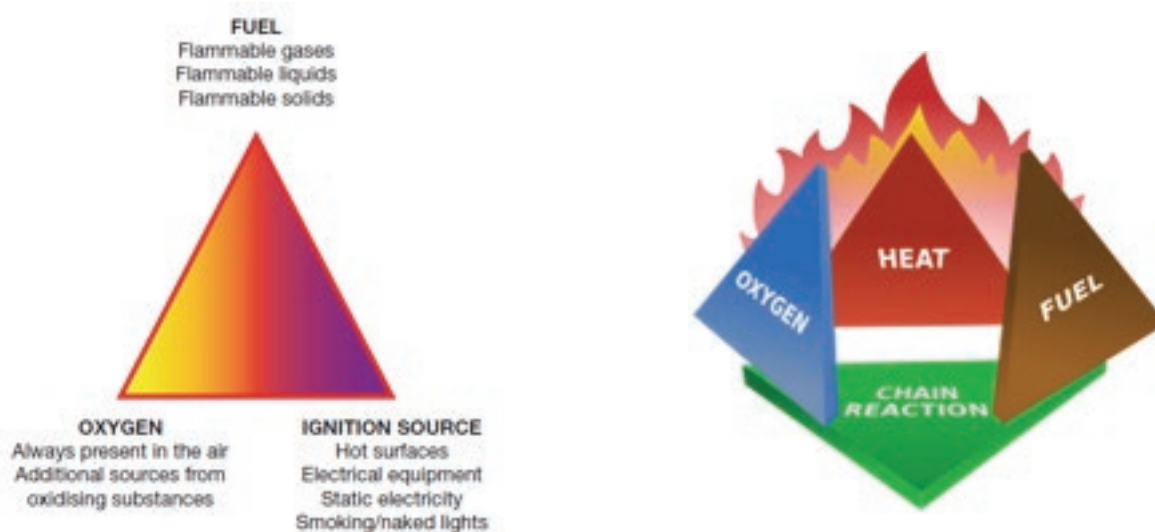 FUEL
Flammable gases
Flammable liquids
Flammable solids
OXYGEN
Always present in the air
Additional sources from
oxidising substances
IGNITION SOURCE
Hot surfaces
Electrical equipment
Static electricity
Smoking/naked lights
OXYGEN
HEAT
FUEL
CHAIN
REACTION